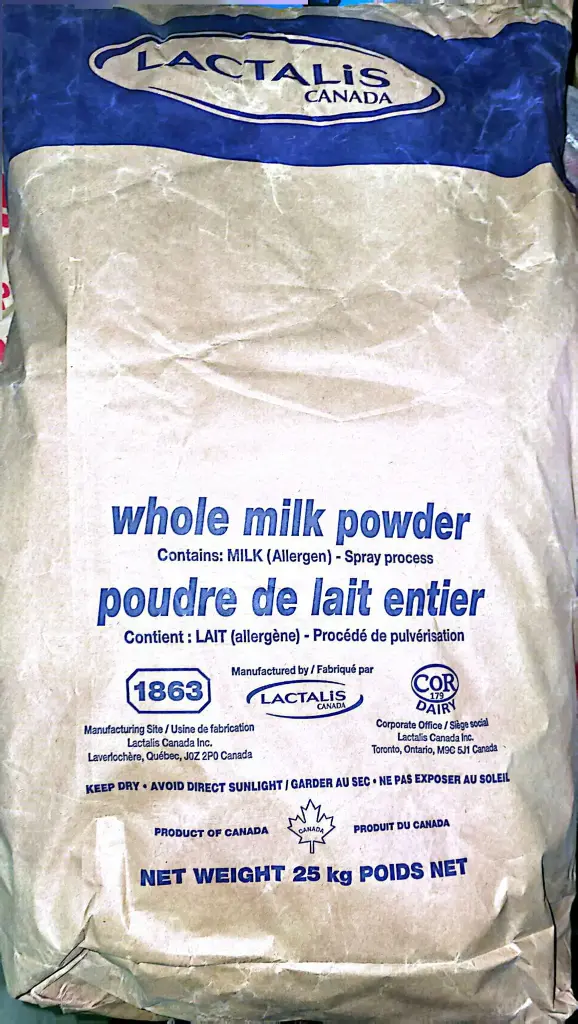 LACTALiS
CANADA
whole milk powder
Contains: MILK (Allergen) - Spray process
poudre de lait entier
Contient : LAIT (allergène) - Procédé de pulvérisation
1863
Manufactured by / Fabriqué par
LACTALiS
CANADA
COR
179
DAIRY
Manufacturing Site / Usine de fabrication
Lactalis Canada Inc.
Laverlochère, Québec, J0Z 2P0 Canada
Corporate Office / Siège social
Lactalis Canada Inc.
Toronto, Ontario, M9C 5J1 Canada
KEEP DRY • AVOID DIRECT SUNLIGHT / GARDER AU SEC • NE PAS EXPOSER AU SOLEIL
PRODUCT OF CANADA
CANADA
PRODUIT DU CANADA
NET WEIGHT 25 kg POIDS NET